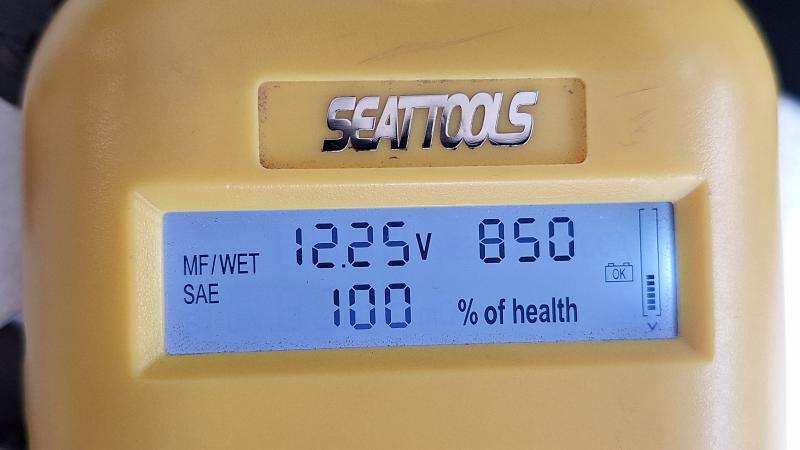 SEATTOOLS
MF/WET 12.25V 850
SAE 100 % of health
OK